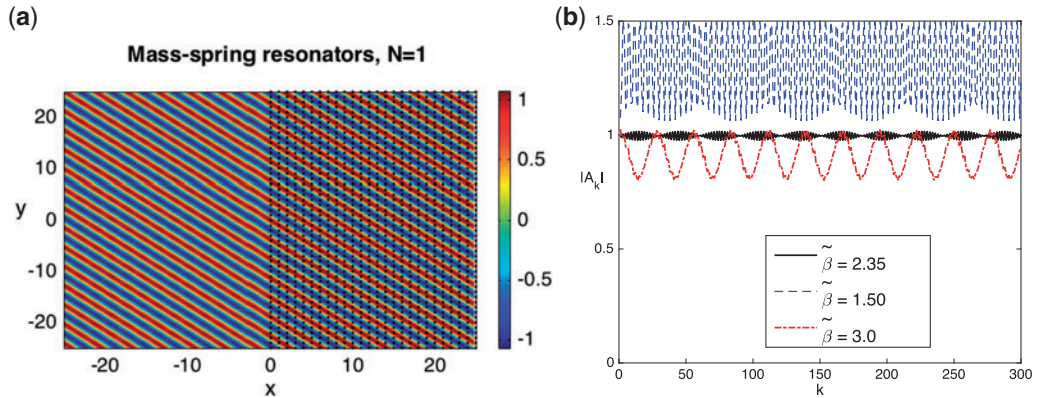 (a)
Mass-spring resonators, N=1
20
10
0
-10
-20
y
-20
-10
0
10
20
x
1
0.5
0
-0.5
-1
(b)
1.5
1
|A_k|
0.5
0
0
50
100
150
200
250
300
k
β̃ = 2.35
β̃ = 1.50
β̃ = 3.0